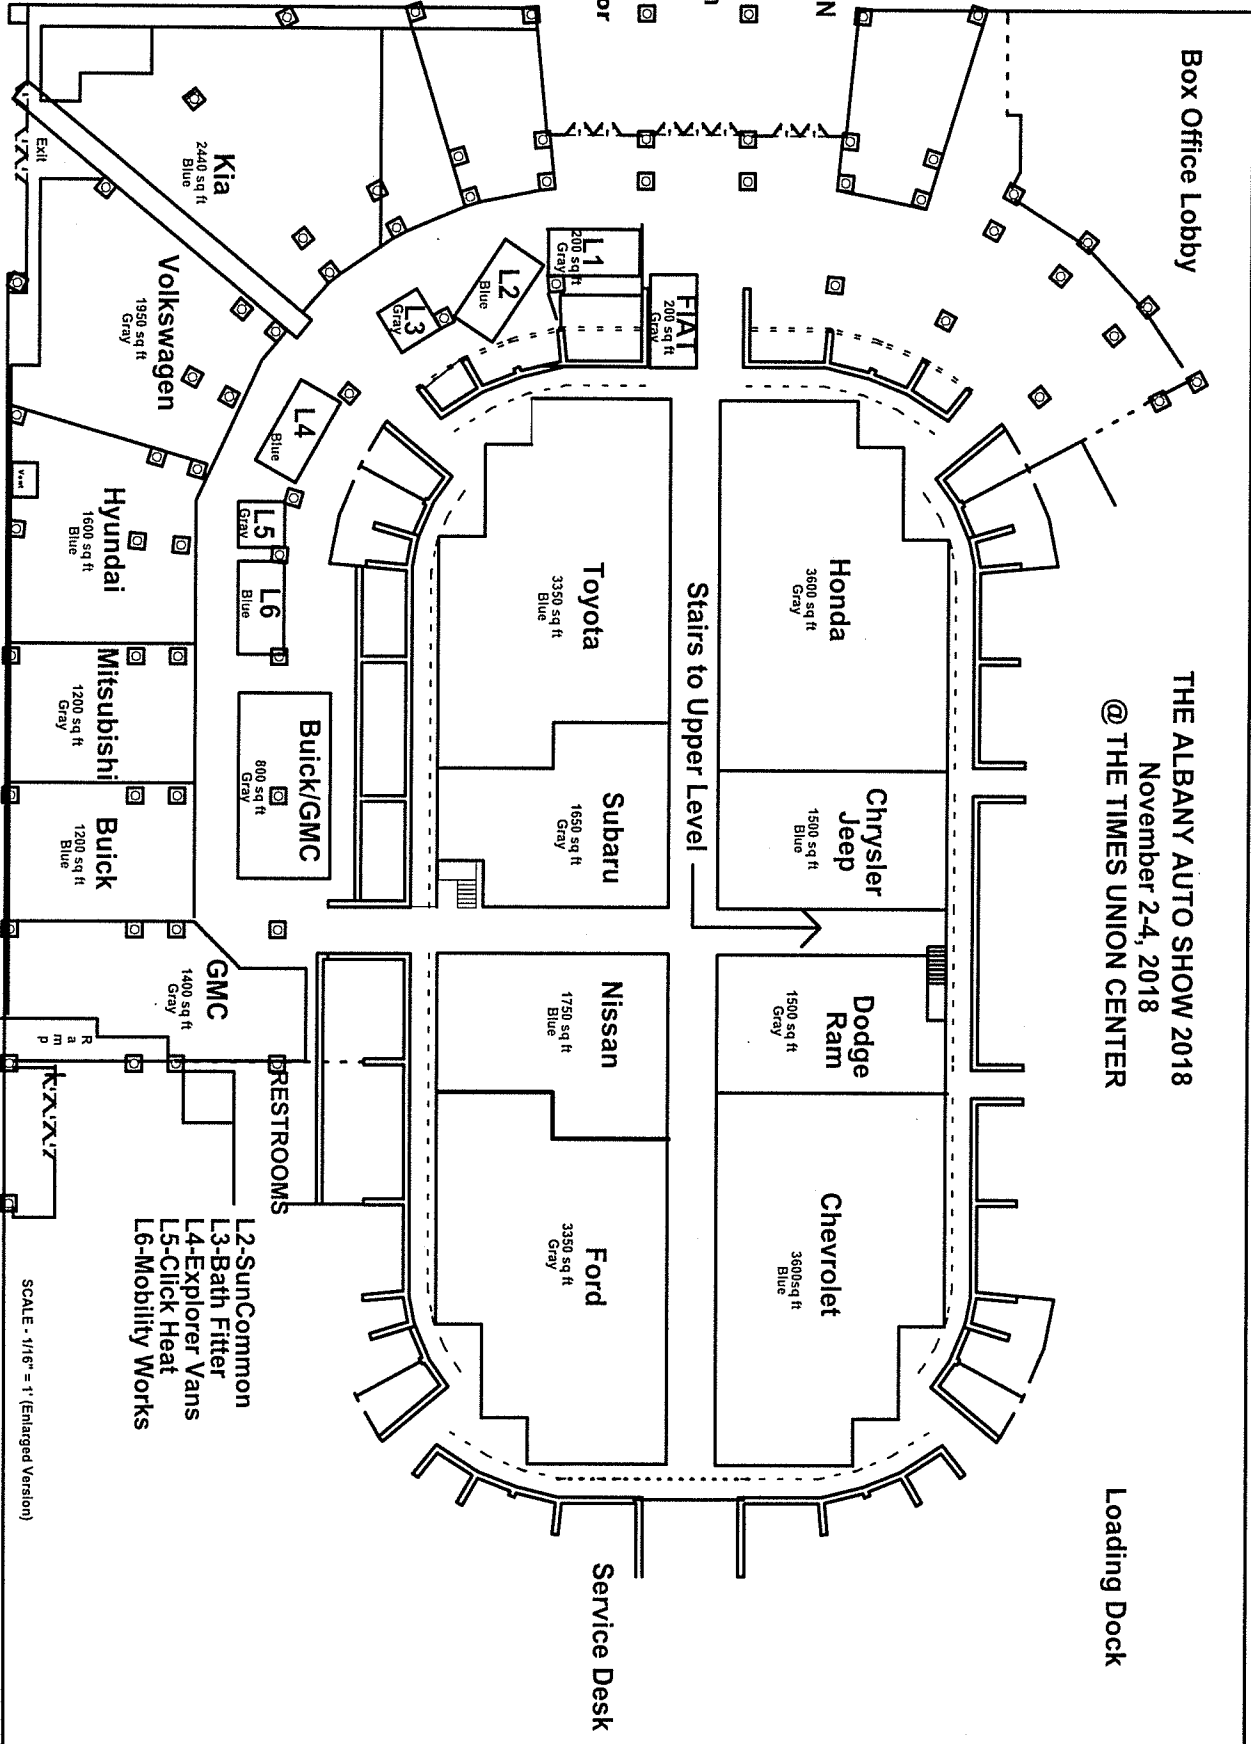 THE ALBANY AUTO SHOW 2018
November 2-4, 2018
@ THE TIMES UNION CENTER
Box Office Lobby
Loading Dock
Honda
3600 sq ft
Gray
Chrysler
Jeep
1500 sq ft
Blue
Dodge
Ram
1500 sq ft
Gray
Chevrolet
3600sq ft
Blue
Stairs to Upper Level
Service Desk
FIAT
200 sq ft
Gray
Toyota
3350 sq ft
Blue
Subaru
1650 sq ft
Gray
Nissan
1750 sq ft
Blue
Ford
3350 sq ft
Gray
L1
200 sq ft
Gray
L2
Blue
L3
Gray
L4
Blue
L5
Gray
L6
Blue
Buick/GMC
800 sq ft
Gray
RESTROOMS
Kia
2440 sq ft
Blue
Volkswagen
1950 sq ft
Gray
Hyundai
1600 sq ft
Blue
Vent
Mitsubishi
1200 sq ft
Gray
Buick
1200 sq ft
Blue
GMC
1400 sq ft
Gray
Ramp
Exit
L2-SunCommon
L3-Bath Fitter
L4-Explorer Vans
L5-Click Heat
L6-Mobility Works
SCALE - 1/16" = 1' (Enlarged Version)